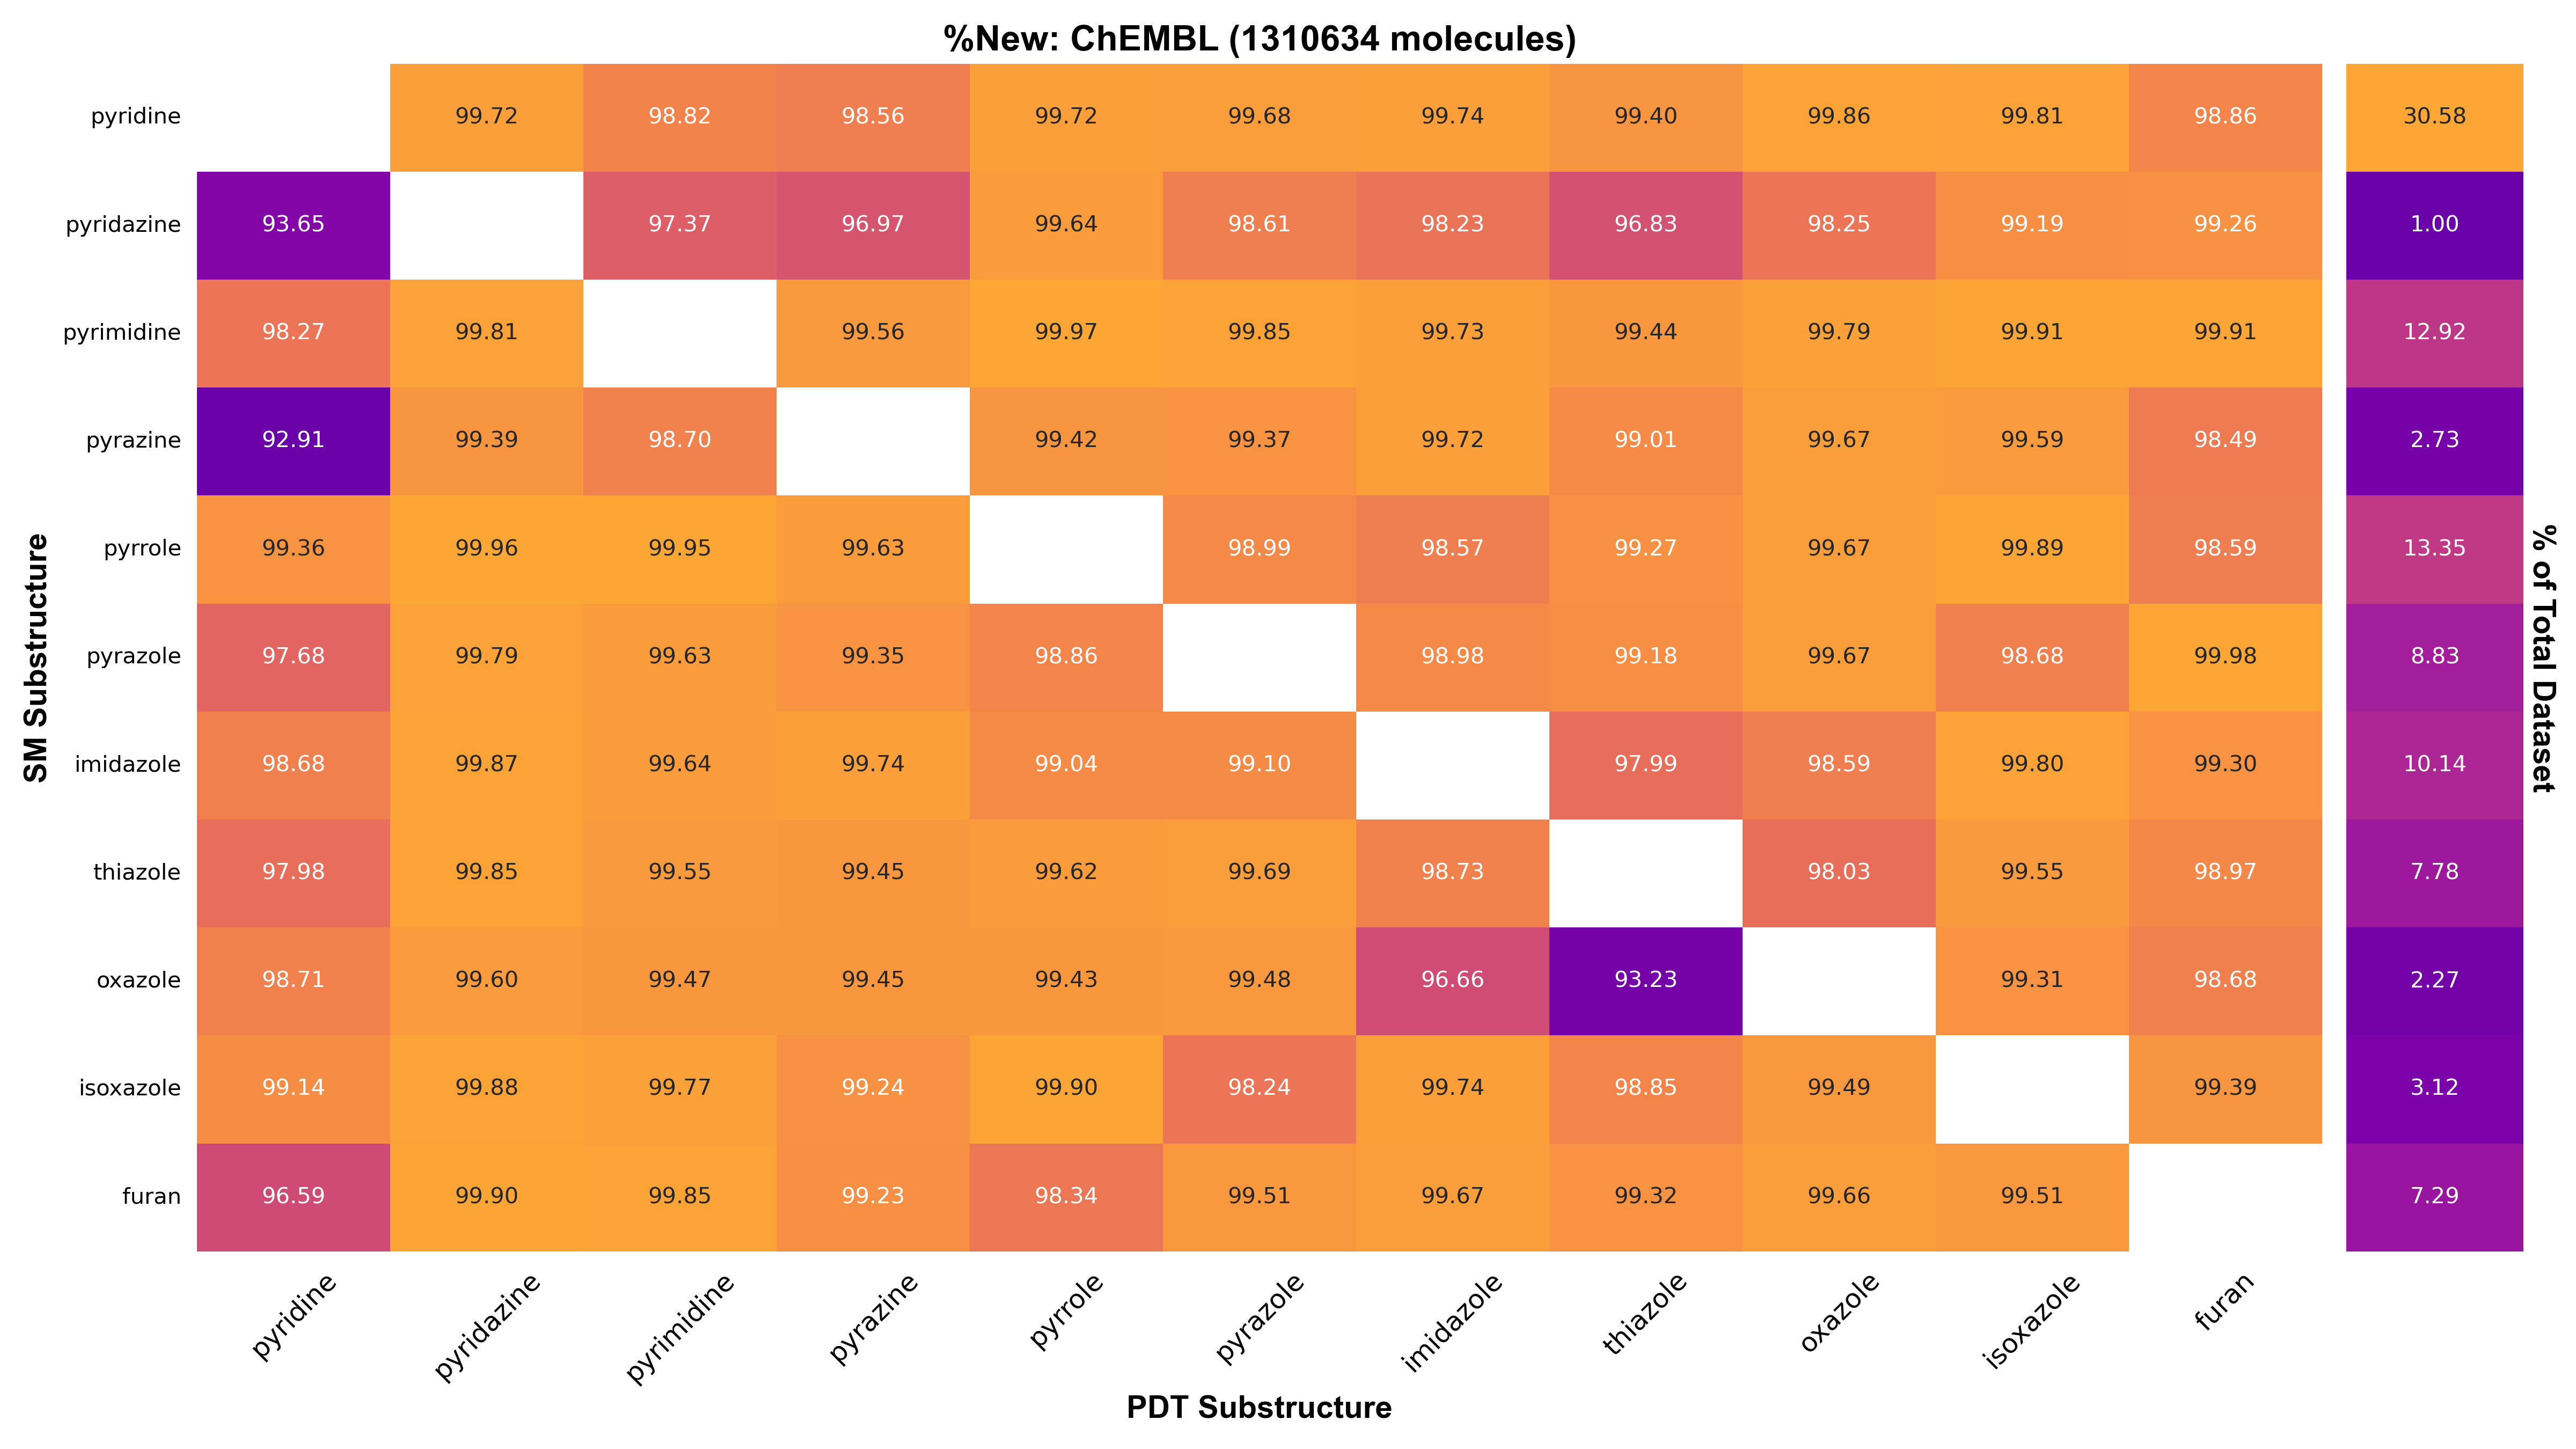 %New: ChEMBL (1310634 molecules)
pyridine 99.72 98.82 98.56 99.72 99.68 99.74 99.40 99.86 99.81 98.86 30.58
pyridazine 93.65 97.37 96.97 99.64 98.61 98.23 96.83 98.25 99.19 99.26 1.00
pyrimidine 98.27 99.81 99.56 99.97 99.85 99.73 99.44 99.79 99.91 99.91 12.92
pyrazine 92.91 99.39 98.70 99.42 99.37 99.72 99.01 99.67 99.59 98.49 2.73
pyrrole 99.36 99.96 99.95 99.63 98.99 98.57 99.27 99.67 99.89 98.59 13.35
pyrazole 97.68 99.79 99.63 99.35 98.86 98.98 99.18 99.67 98.68 99.98 8.83
imidazole 98.68 99.87 99.64 99.74 99.04 99.10 97.99 98.59 99.80 99.30 10.14
thiazole 97.98 99.85 99.55 99.45 99.62 99.69 98.73 98.03 99.55 98.97 7.78
oxazole 98.71 99.60 99.47 99.45 99.43 99.48 96.66 93.23 99.31 98.68 2.27
isoxazole 99.14 99.88 99.77 99.24 99.90 98.24 99.74 98.85 99.49 99.39 3.12
furan 96.59 99.90 99.85 99.23 98.34 99.51 99.67 99.32 99.66 99.51 7.29
pyridine pyridazine pyrimidine pyrazine pyrrole pyrazole imidazole thiazole oxazole isoxazole furan
PDT Substructure
SM Substructure
% of Total Dataset